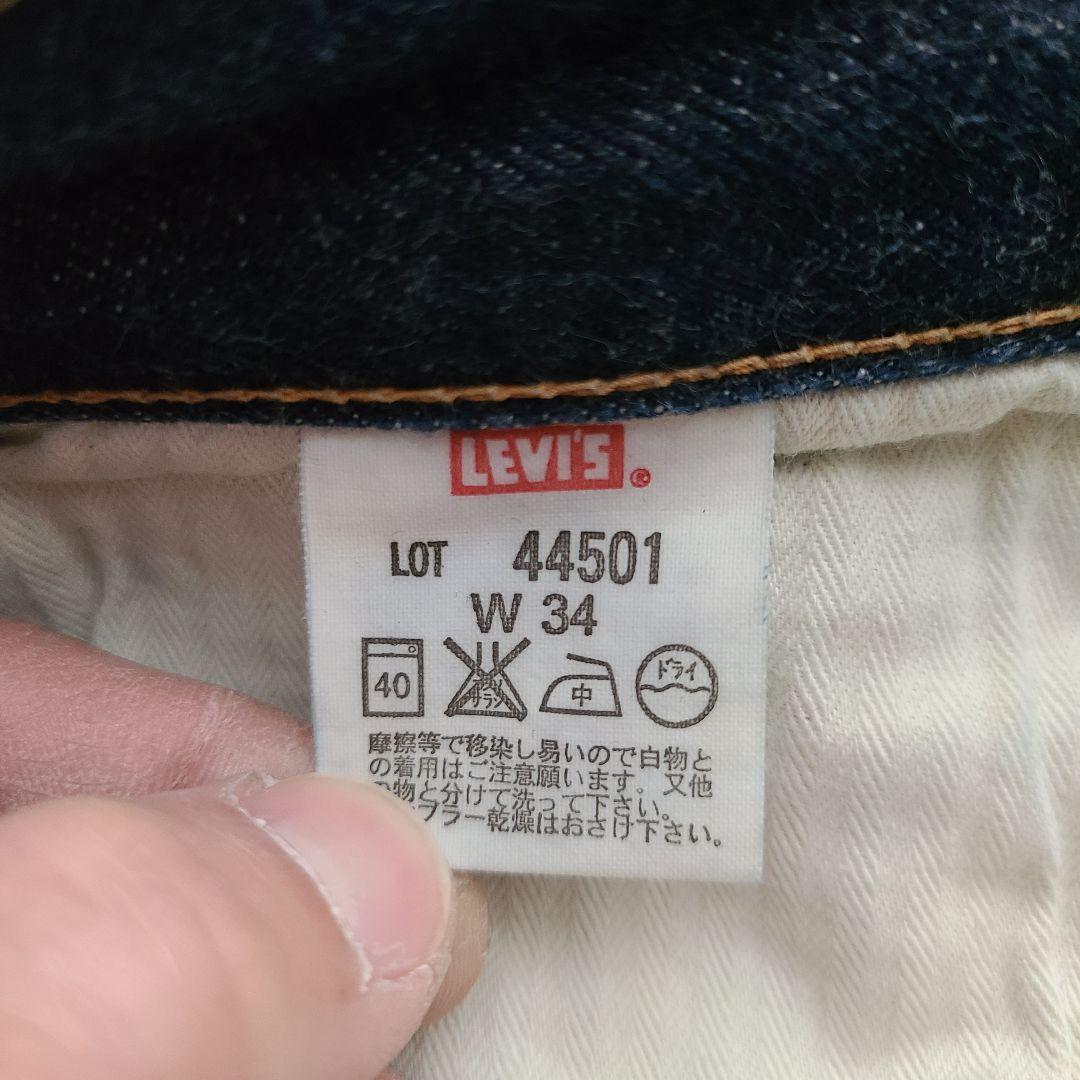 LEVI'S ®
LOT 44501
W 34
40 サラシ 中 ドライ
摩擦等で移染し易いので白物と
の着用はご注意願います。又他
物と分けて洗って下さい。
ブラー乾燥はおさけ下さい。